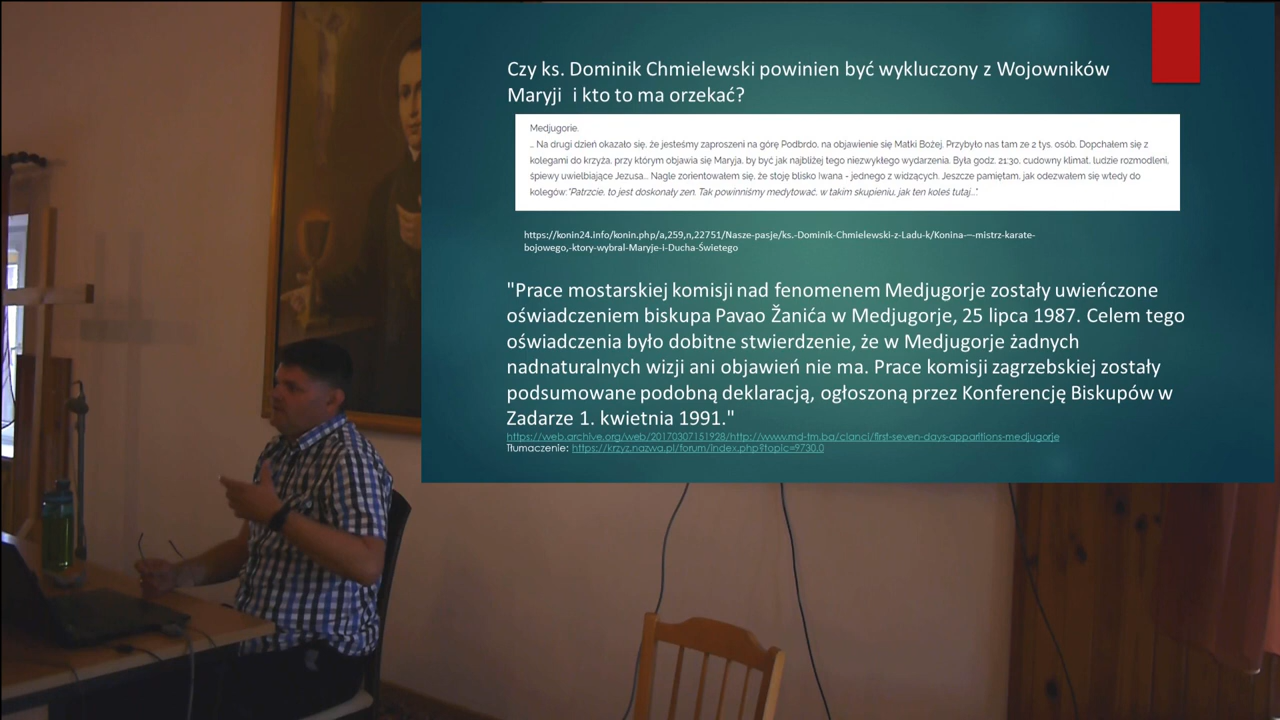 Czy ks. Dominik Chmielewski powinien być wykluczony z Wojowników
Maryji i kto to ma orzekać?
Medjugorie.
... Na drugi dzień okazało się, że jesteśmy zaproszeni na górę Podbrdo, na objawienie się Matki Bożej. Przybyło nas tam ze 2 tys. osób. Dopchałem się z
kolegami do krzyża, przy którym objawia się Maryja, by być jak najbliżej tego niezwykłego wydarzenia. Była godz. 21:30, cudowny klimat, ludzie rozmodleni,
śpiewy uwielbiające Jezusa... Nagle zorientowałem się, że stoję blisko Iwana - jednego z widzących. Jeszcze pamiętam, jak odezwałem się wtedy do
kolegów: "Patrzcie, to jest doskonały zen. Tak powinniśmy medytować, w takim skupieniu, jak ten koleś tutaj...".
https://konin24.info/konin.php/a,259,n,22751/Nasze-pasje/ks.-Dominik-Chmielewski-z-Ladu-k/Konina-–-mistrz-karate-
bojowego,-ktory-wybral-Maryje-i-Ducha-Świetego
"Prace mostarskiej komisji nad fenomenem Medjugorje zostały uwieńczone
oświadczeniem biskupa Pavao Žanića w Medjugorje, 25 lipca 1987. Celem tego
oświadczenia było dobitne stwierdzenie, że w Medjugorje żadnych
nadnaturalnych wizji ani objawień nie ma. Prace komisji zagrzebskiej zostały
podsumowane podobną deklaracją, ogłoszoną przez Konferencję Biskupów w
Zadarze 1. kwietnia 1991."
https://web.archive.org/web/20170307151928/http://www.md-tm.ba/clanci/first-seven-days-apparitions-medjugorje
Tłumaczenie: https://krzyz.nazwa.pl/forum/index.php?topic=9730.0